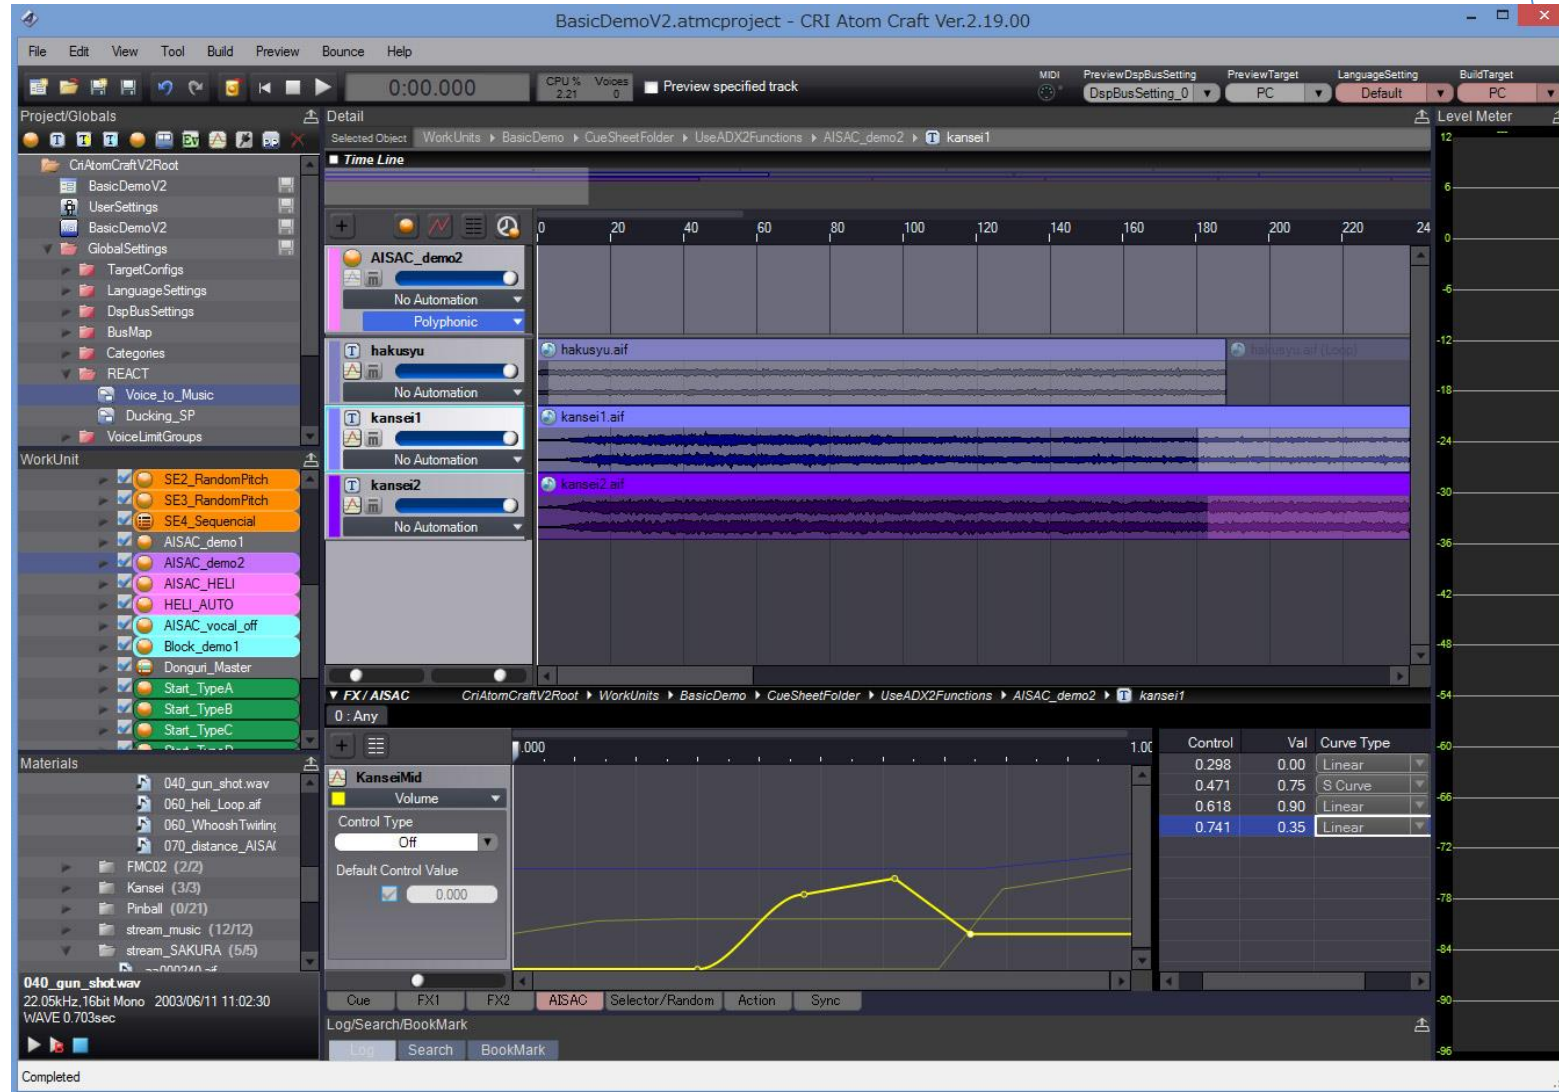 BasicDemoV2.atmcproject - CRI Atom Craft Ver.2.19.00
File Edit View Tool Build Preview Bounce Help
0:00.000
CPU% Voices
2.21 0
Preview specified track
MIDI
PreviewDspBusSetting PreviewTarget LanguageSetting BuildTarget
DspBusSetting_0 PC Default PC
Project/Globals
CriAtomCraftV2Root
BasicDemoV2
UserSettings
BasicDemoV2
GlobalSettings
TargetConfigs
LanguageSettings
DspBusSettings
BusMap
Categories
REACT
Voice_to_Music
Ducking_SP
VoiceLimitGroups
WorkUnit
SE2_RandomPitch
SE3_RandomPitch
SE4_Sequencial
AISAC_demo1
AISAC_demo2
AISAC_HELI
HELI_AUTO
AISAC_vocal_off
Block_demo1
Donguri_Master
Start_TypeA
Start_TypeB
Start_TypeC
Materials
040_gun_shot.wav
060_heli_Loop.aif
060_WhooshTwirling
070_distance_AISA
FMC02 (2/2)
Kansei (3/3)
Pinball (0/21)
stream_music (12/12)
stream_SAKURA (5/5)
040_gun_shot.wav
22.05kHz,16bit Mono 2003/06/11 11:02:30
WAVE 0.703sec
Completed
Detail
Selected Object WorkUnits BasicDemo CueSheetFolder UseADX2Functions AISAC_demo2 T kansei1
Time Line
0 20 40 60 80 100 120 140 160 180 200 220 24
AISAC_demo2
m
No Automation
Polyphonic
T hakusyu
m
No Automation
hakusyu.aif
hakusyu.aif (Loop)
T kansei1
m
No Automation
kansei1.aif
T kansei2
m
No Automation
kansei2.aif
FX / AISAC CriAtomCraftV2Root WorkUnits BasicDemo CueSheetFolder UseADX2Functions AISAC_demo2 T kansei1
0 : Any
.000 1.00
KanseiMid
Volume
Control Type
Off
Default Control Value
0.000
Control Val Curve Type
0.298 0.00 Linear
0.471 0.75 S Curve
0.618 0.90 Linear
0.741 0.35 Linear
Cue FX1 FX2 AISAC Selector/Random Action Sync
Log/Search/BookMark
Log Search BookMark
Level Meter
12
6
0
-6
-12
-18
-24
-30
-36
-42
-48
-54
-60
-66
-72
-78
-84
-90
-96